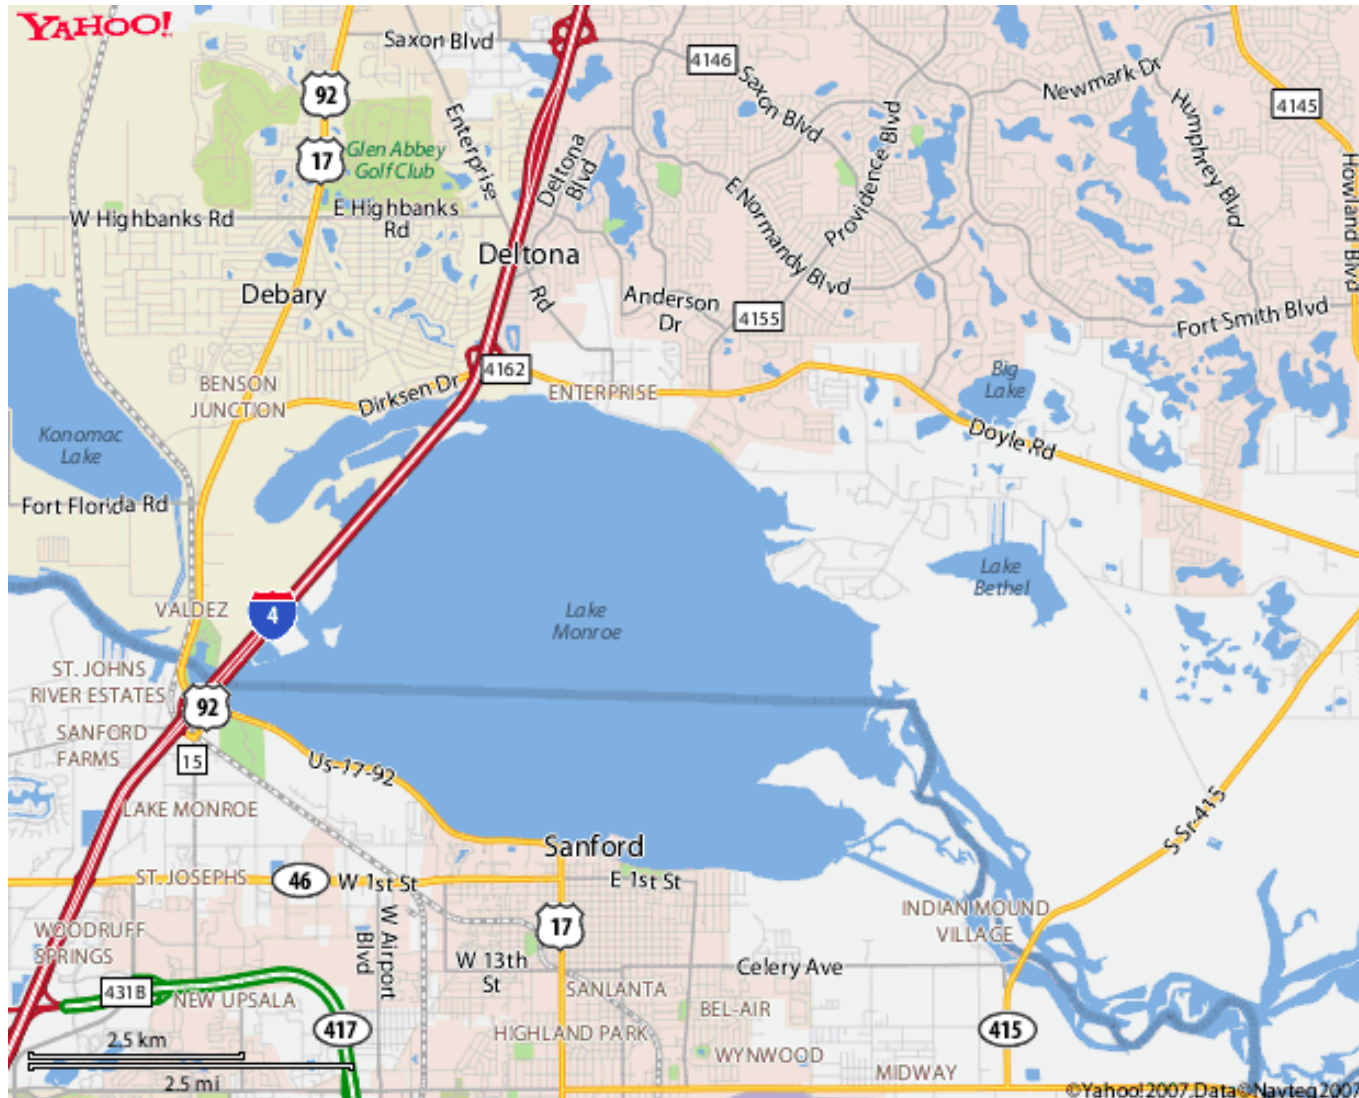 YAHOO!
Saxon Blvd
4146
Saxon Blvd
Newmark Dr
4145
92
Enterprise
Humphrey Blvd
Providence Blvd
17
Glen Abbey
Golf Club
Deltona
Blvd
Howland Blvd
W Highbanks Rd
E Highbanks
Rd
E Normandy Blvd
Deltona
Debary
Rd
Anderson
Dr
4155
Fort Smith Blvd
4162
BENSON
JUNCTION
Dirksen Dr
ENTERPRISE
Big
Lake
Konomac
Lake
Doyle Rd
Fort Florida Rd
Lake
Bethel
VALDEZ
4
Lake
Monroe
ST. JOHNS
RIVER ESTATES
92
SANFORD
FARMS
15
Us-17-92
LAKE MONROE
S Sr-415
Sanford
ST. JOSEPHS
46
W 1st St
E 1st St
INDIAN MOUND
VILLAGE
WOODRUFF
SPRINGS
W Airport
Blvd
17
W 13th
St
Celery Ave
431B
NEW UPSALA
SANLANTA
BEL-AIR
417
HIGHLAND PARK
415
2.5 km
WYNWOOD
MIDWAY
2.5 mi
©Yahoo!2007,Data©Navteq2007